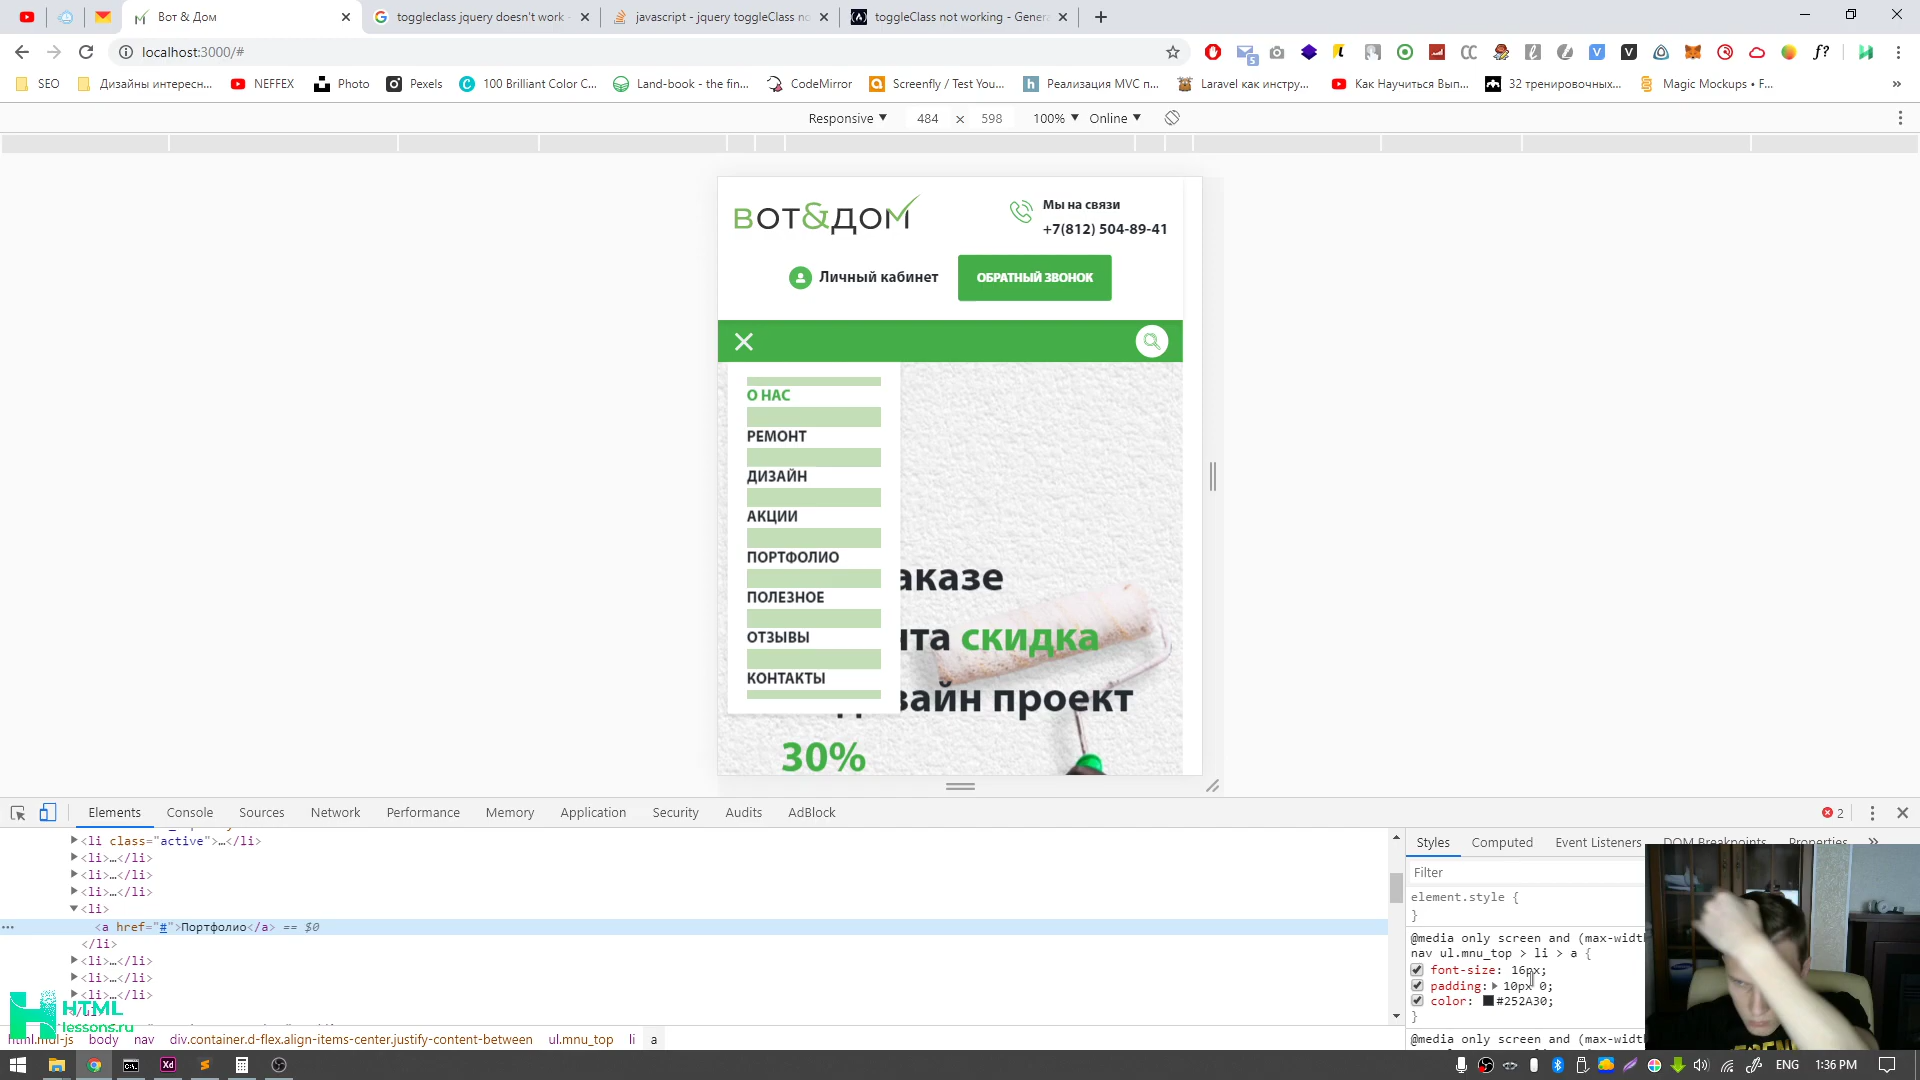 Вот & Дом
toggleclass jquery doesn't work -
javascript - jquery toggleClass no
toggleClass not working - Genera
localhost:3000/#
SEO
Дизайны интересн...
NEFFEX
Photo
Pexels
100 Brilliant Color C...
Land-book - the fin...
CodeMirror
Screenfly / Test You...
Реализация MVC п...
Laravel как инстру...
Как Научиться Вып...
32 тренировочных...
Magic Mockups • F...
Responsive
484 × 598
100%
Online
ВОТ&ДОМ
Мы на связи
+7(812) 504-89-41
Личный кабинет
ОБРАТНЫЙ ЗВОНОК
О НАС
РЕМОНТ
ДИЗАЙН
АКЦИИ
ПОРТФОЛИО
ПОЛЕЗНОЕ
ОТЗЫВЫ
КОНТАКТЫ
аказе
нта скидка
зайн проект
30%
Elements
Console
Sources
Network
Performance
Memory
Application
Security
Audits
AdBlock
2
<li class="active">…</li>
<li>…</li>
<li>…</li>
<li>…</li>
<li>
<a href="#">Портфолио</a> == $0
</li>
<li>…</li>
<li>…</li>
<li>…</li>
HTML
lessons.ru
body nav div.container.d-flex.align-items-center.justify-content-between ul.mnu_top li a
Styles
Computed
Event Listeners
DOM Breakpoints
Properties
Filter
element.style {
}
@media only screen and (max-widt
nav ul.mnu_top > li > a {
font-size: 16px;
padding: 10px 0;
color: #252A30;
}
@media only screen and (max-widt
ENG
1:36 PM